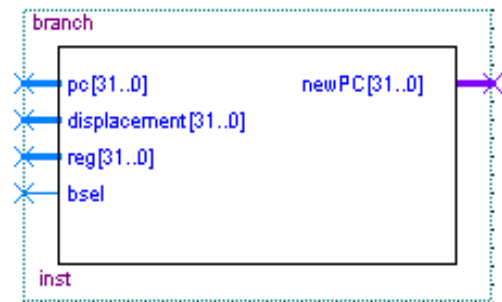 branch
pc[31..0] newPC[31..0]
displacement[31..0]
reg[31..0]
bsel
inst